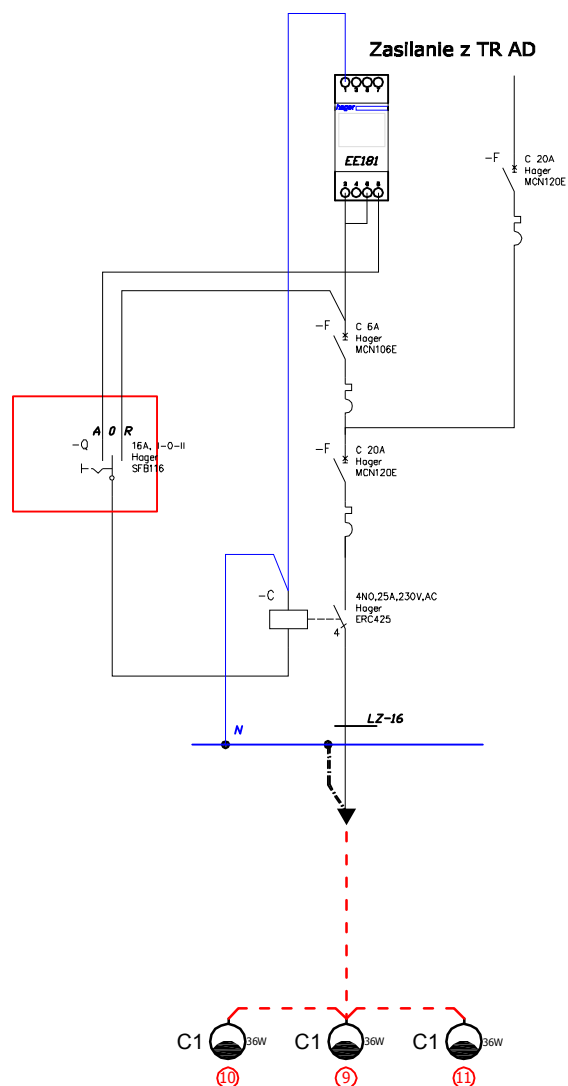 Zasilanie z TR AD
hager
EE181
-F
C 20A
Hager
MCN120E
-F
C 6A
Hager
MCN106E
A 0 R
-Q
16A, I-0-II
Hager
SFB116
-F
C 20A
Hager
MCN120E
-C
4NO,25A,230V,AC
Hager
ERC425
4
LZ-16
N
C1 36W
C1 36W
C1 36W
10
9
11